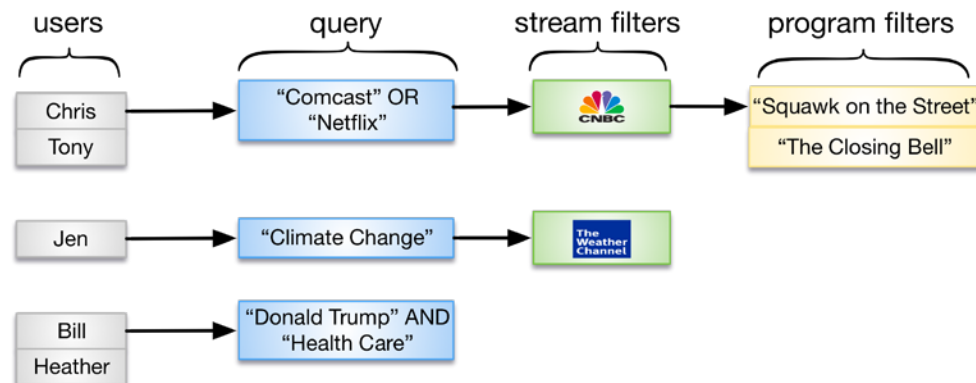 users
query
stream filters
program filters
Chris
Tony
“Comcast” OR
“Netflix”
CNBC
“Squawk on the Street”
“The Closing Bell”
Jen
“Climate Change”
The
Weather
Channel
Bill
Heather
“Donald Trump” AND
“Health Care”